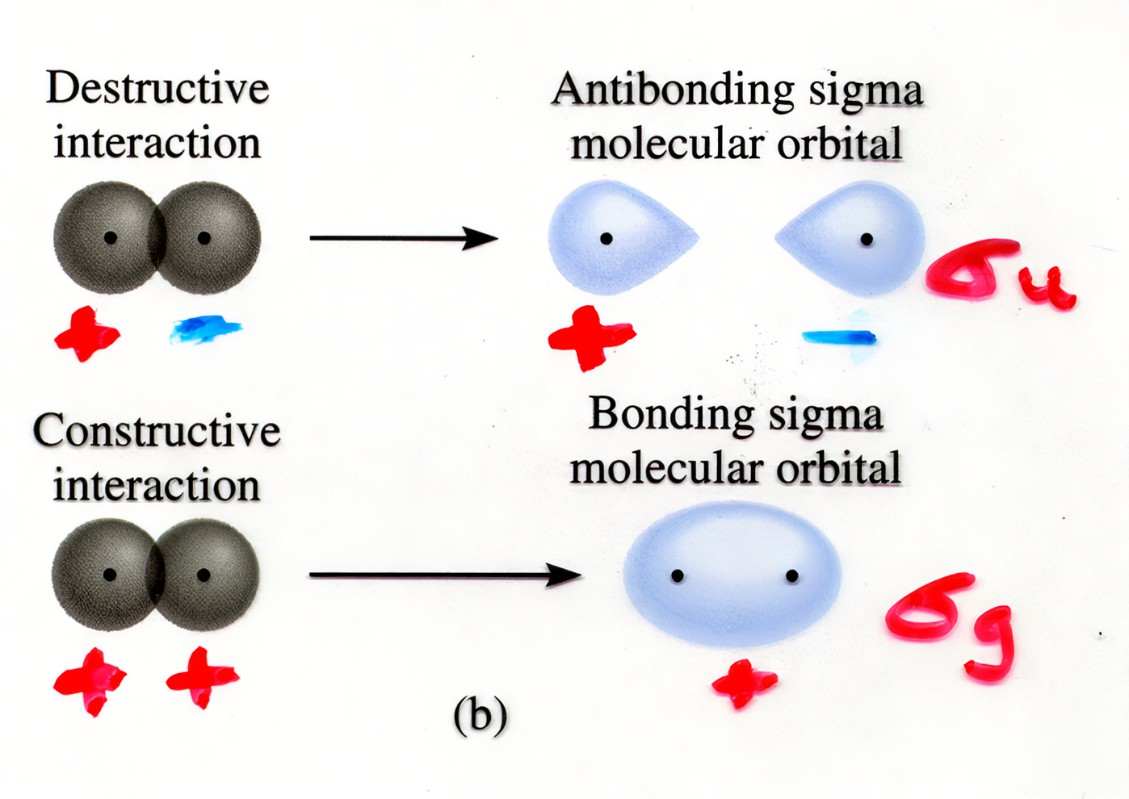 Destructive
interaction
Antibonding sigma
molecular orbital
+ −
+ −
σu
Constructive
interaction
Bonding sigma
molecular orbital
+ +
+
σg
(b)